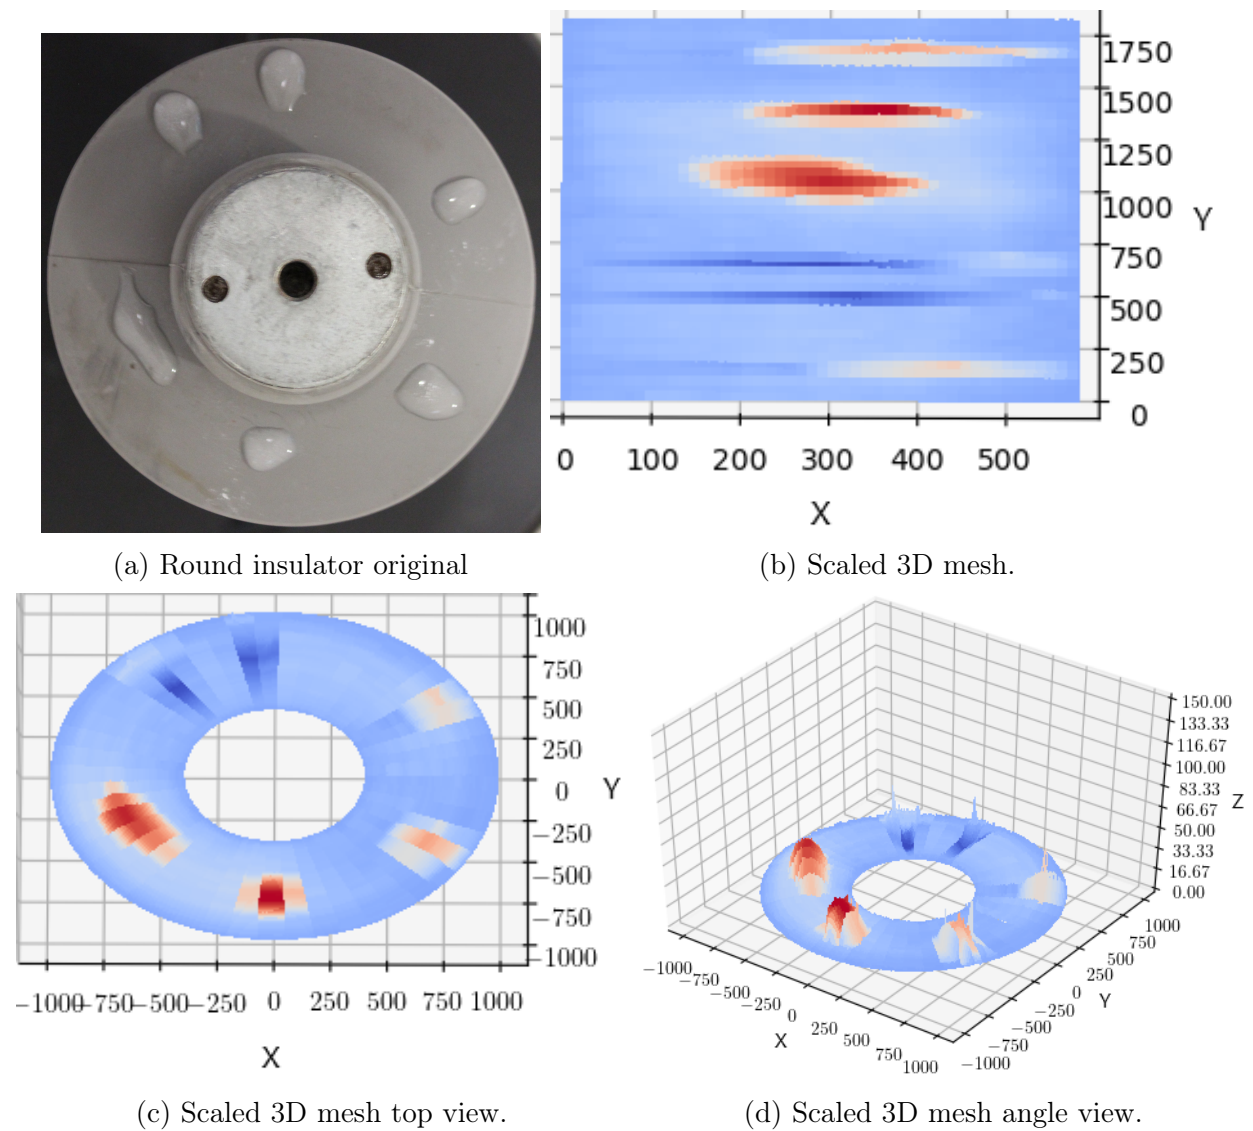 1750
1500
1250
1000
750
500
250
0
Y
0 100 200 300 400 500
X
(a) Round insulator original
(b) Scaled 3D mesh.
1000
750
500
250
0
−250
−500
−750
−1000
Y
−1000 −750 −500 −250 0 250 500 750 1000
X
(c) Scaled 3D mesh top view.
150.00
133.33
116.67
100.00
83.33
66.67
50.00
33.33
16.67
0.00
Z
−1000 −750 −500 −250 0 250 500 750 1000
X
1000
750
500
250
0
−250
−500
−750
−1000
Y
(d) Scaled 3D mesh angle view.